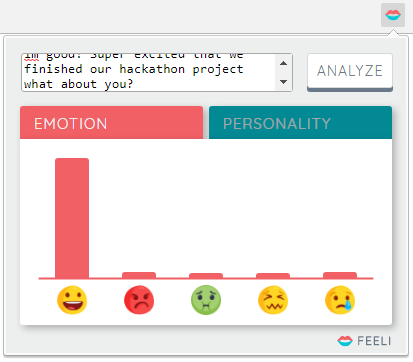 Im good! Super excited that we
finished our hackathon project
what about you?
ANALYZE
EMOTION
PERSONALITY
FEELI